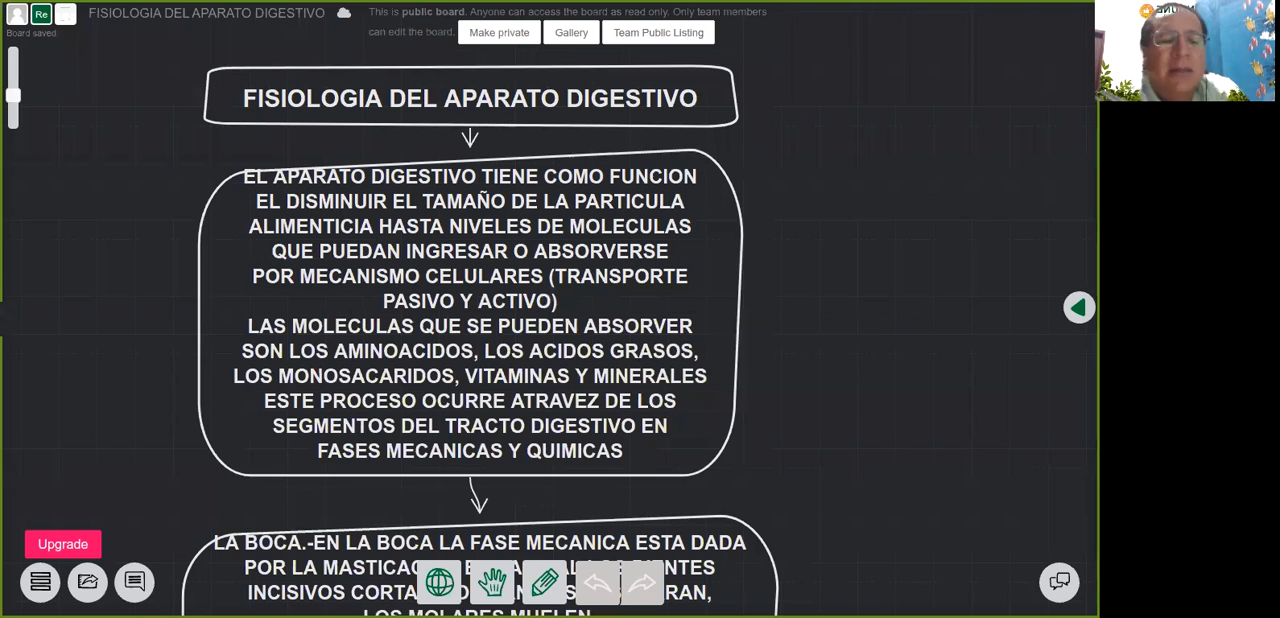 Re
FISIOLOGIA DEL APARATO DIGESTIVO
This is public board. Anyone can access the board as read only. Only team members
can edit the board.
Make private
Gallery
Team Public Listing
Board saved
FISIOLOGIA DEL APARATO DIGESTIVO
EL APARATO DIGESTIVO TIENE COMO FUNCION
EL DISMINUIR EL TAMAÑO DE LA PARTICULA
ALIMENTICIA HASTA NIVELES DE MOLECULAS
QUE PUEDAN INGRESAR O ABSORVERSE
POR MECANISMO CELULARES (TRANSPORTE
PASIVO Y ACTIVO)
LAS MOLECULAS QUE SE PUEDEN ABSORVER
SON LOS AMINOACIDOS, LOS ACIDOS GRASOS,
LOS MONOSACARIDOS, VITAMINAS Y MINERALES
ESTE PROCESO OCURRE ATRAVEZ DE LOS
SEGMENTOS DEL TRACTO DIGESTIVO EN
FASES MECANICAS Y QUIMICAS
LA BOCA.-EN LA BOCA LA FASE MECANICA ESTA DADA
POR LA
INCISIVOS
LOS MOLARES MUELEN
Upgrade